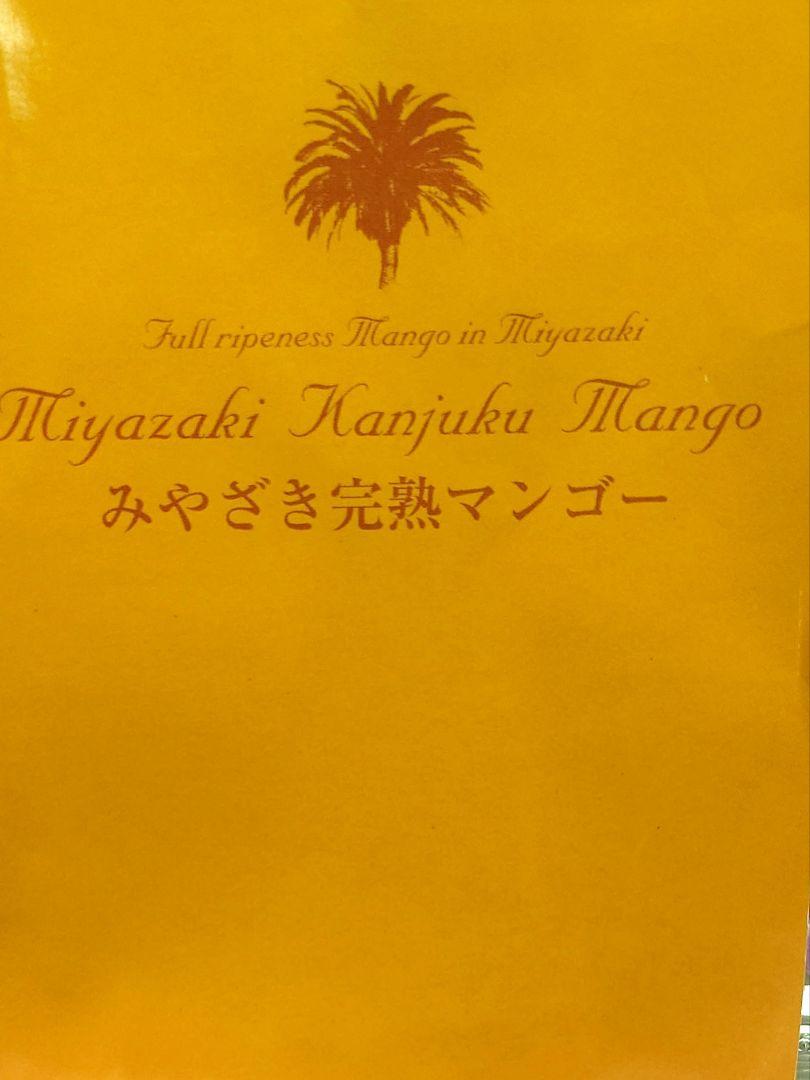 Full ripeness Mango in Miyazaki
Miyazaki Kanjuku Mango
みやざき完熟マンゴー